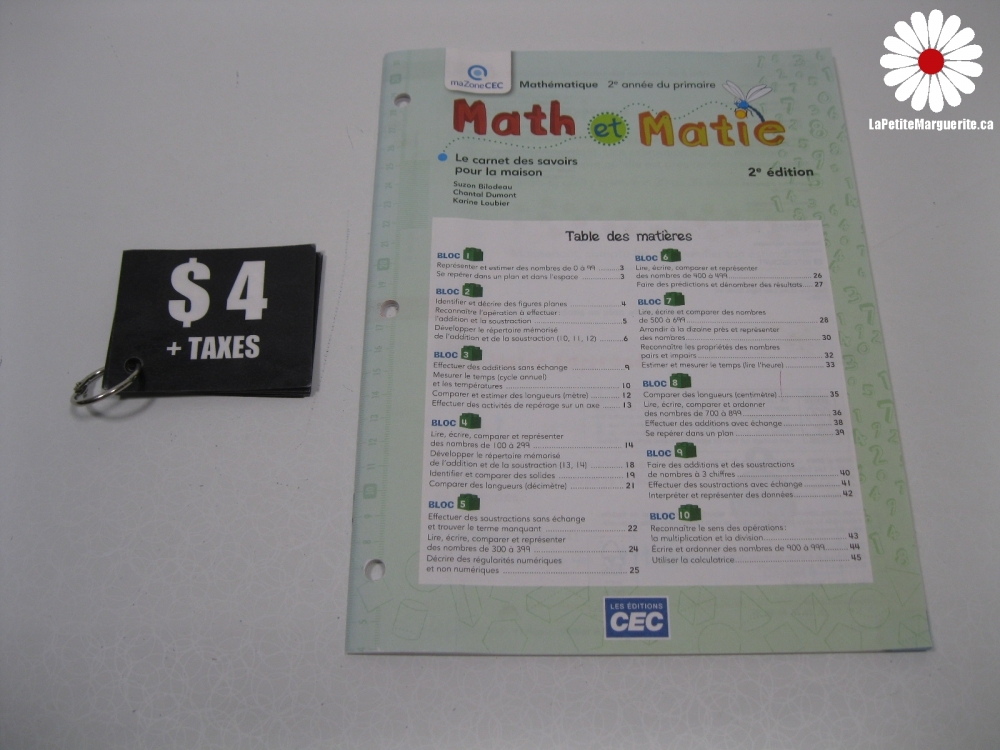 LaPetiteMarguerite.ca
$4
+ TAXES
maZoneCEC
Mathématique 2e année du primaire
Math et Matic
Le carnet des savoirs
pour la maison
2e édition
Suzon Bilodeau
Chantal Dumont
Karine Loubier
Table des matières
BLOC 1
Représenter et estimer des nombres de 0 à 99 ........ 3
Se repérer dans un plan et dans l'espace ........ 3
BLOC 2
Identifier et décrire des figures planes ........ 4
Reconnaître l'opération à effectuer:
l'addition et la soustraction ........ 5
Développer le répertoire mémorisé
de l'addition et de la soustraction (10, 11, 12) ........ 6
BLOC 3
Effectuer des additions sans échange ........ 9
Mesurer le temps (cycle annuel)
et les températures ........ 10
Comparer et estimer des longueurs (mètre) ........ 12
Effectuer des activités de repérage sur un axe ........ 13
BLOC 4
Lire, écrire, comparer et représenter
des nombres de 100 à 299 ........ 14
Développer le répertoire mémorisé
de l'addition et de la soustraction (13, 14) ........ 18
Identifier et comparer des solides ........ 19
Comparer des longueurs (décimètre) ........ 21
BLOC 5
Effectuer des soustractions sans échange
et trouver le terme manquant ........ 22
Lire, écrire, comparer et représenter
des nombres de 300 à 399 ........ 24
Décrire des régularités numériques
et non numériques ........ 25
BLOC 6
Lire, écrire, comparer et représenter
des nombres de 400 à 499 ........ 26
Faire des prédictions et dénombrer des résultats ..... 27
BLOC 7
Lire, écrire et comparer des nombres
de 500 à 699 ........ 28
Arrondir à la dizaine près et représenter
des nombres ........ 30
Reconnaître les propriétés des nombres
pairs et impairs ........ 32
Estimer et mesurer le temps (lire l'heure) ........ 33
BLOC 8
Comparer des longueurs (centimètre) ........ 35
Lire, écrire, comparer et ordonner
des nombres de 700 à 899 ........ 36
Effectuer des additions avec échange ........ 38
Se repérer dans un plan ........ 39
BLOC 9
Faire des additions et des soustractions
de nombres à 3 chiffres ........ 40
Effectuer des soustractions avec échange ........ 41
Interpréter et représenter des données ........ 42
BLOC 10
Reconnaître le sens des opérations:
la multiplication et la division ........ 43
Écrire et ordonner des nombres de 900 à 999 ........ 44
Utiliser la calculatrice ........ 45
LES ÉDITIONS
CEC